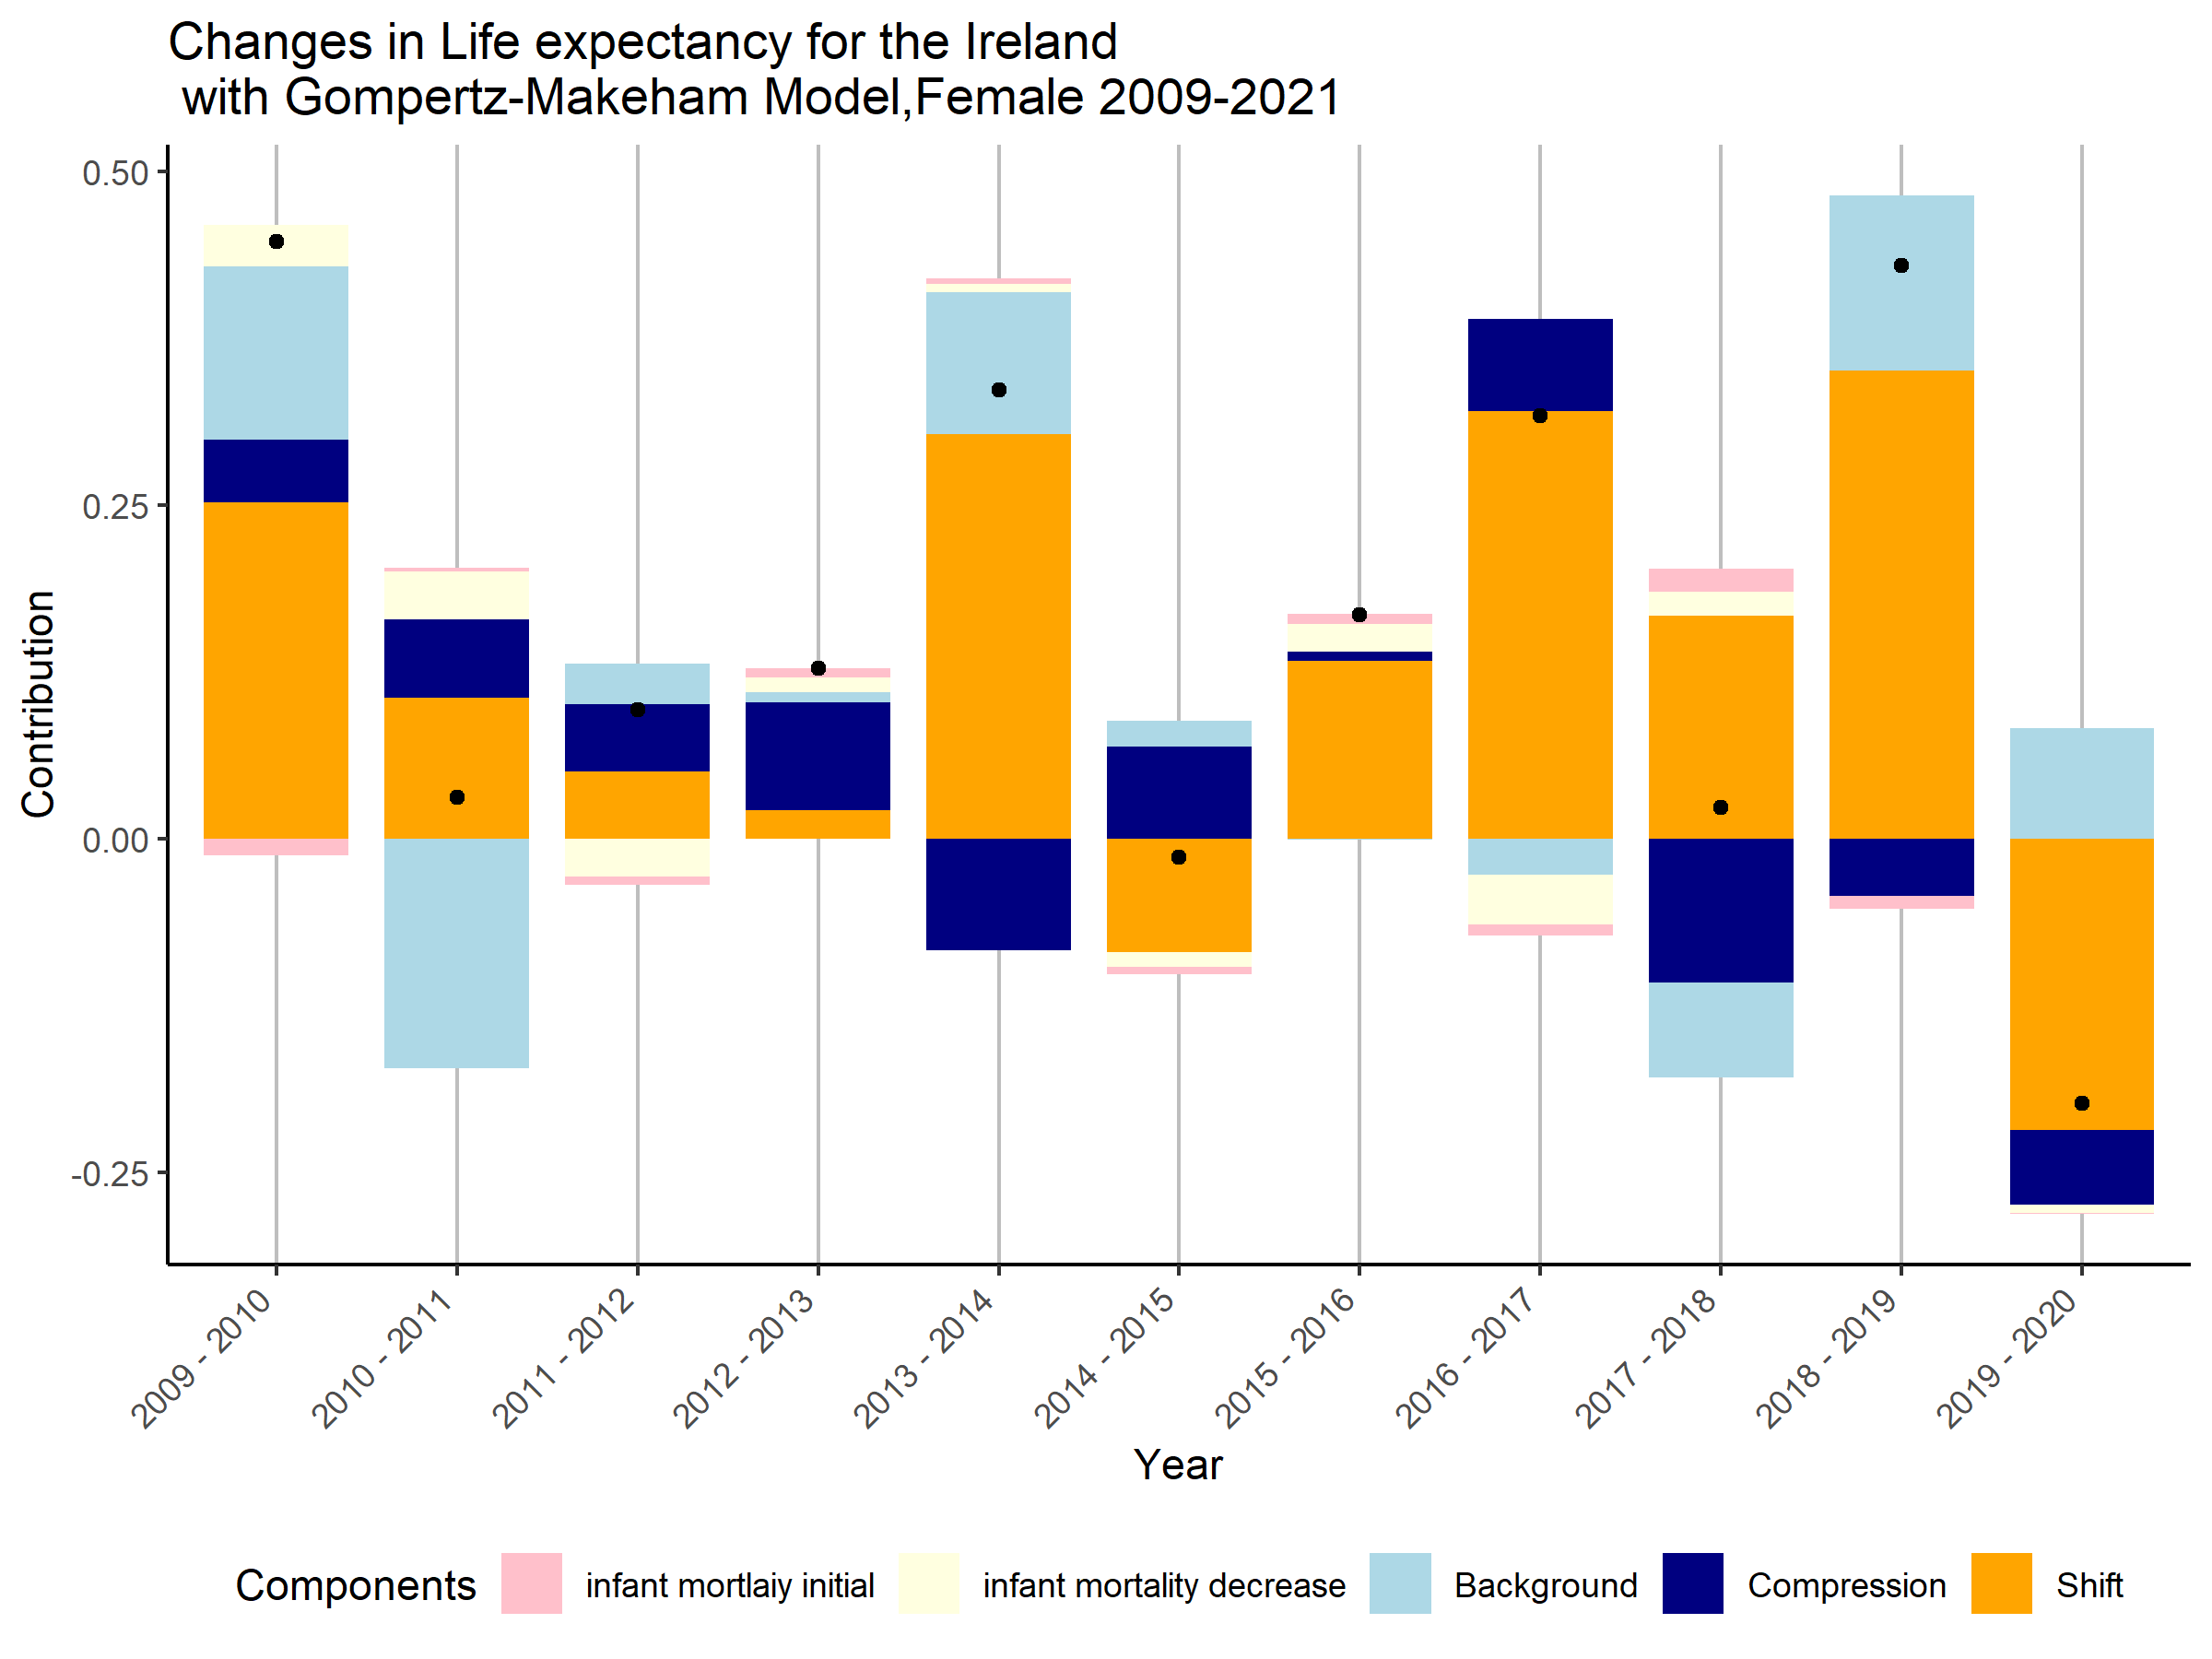 Changes in Life expectancy for the Ireland
with Gompertz-Makeham Model,Female 2009-2021
Contribution
0.50
0.25
0.00
-0.25
2009 - 2010
2010 - 2011
2011 - 2012
2012 - 2013
2013 - 2014
2014 - 2015
2015 - 2016
2016 - 2017
2017 - 2018
2018 - 2019
2019 - 2020
Year
Components
infant mortlaiy initial
infant mortality decrease
Background
Compression
Shift